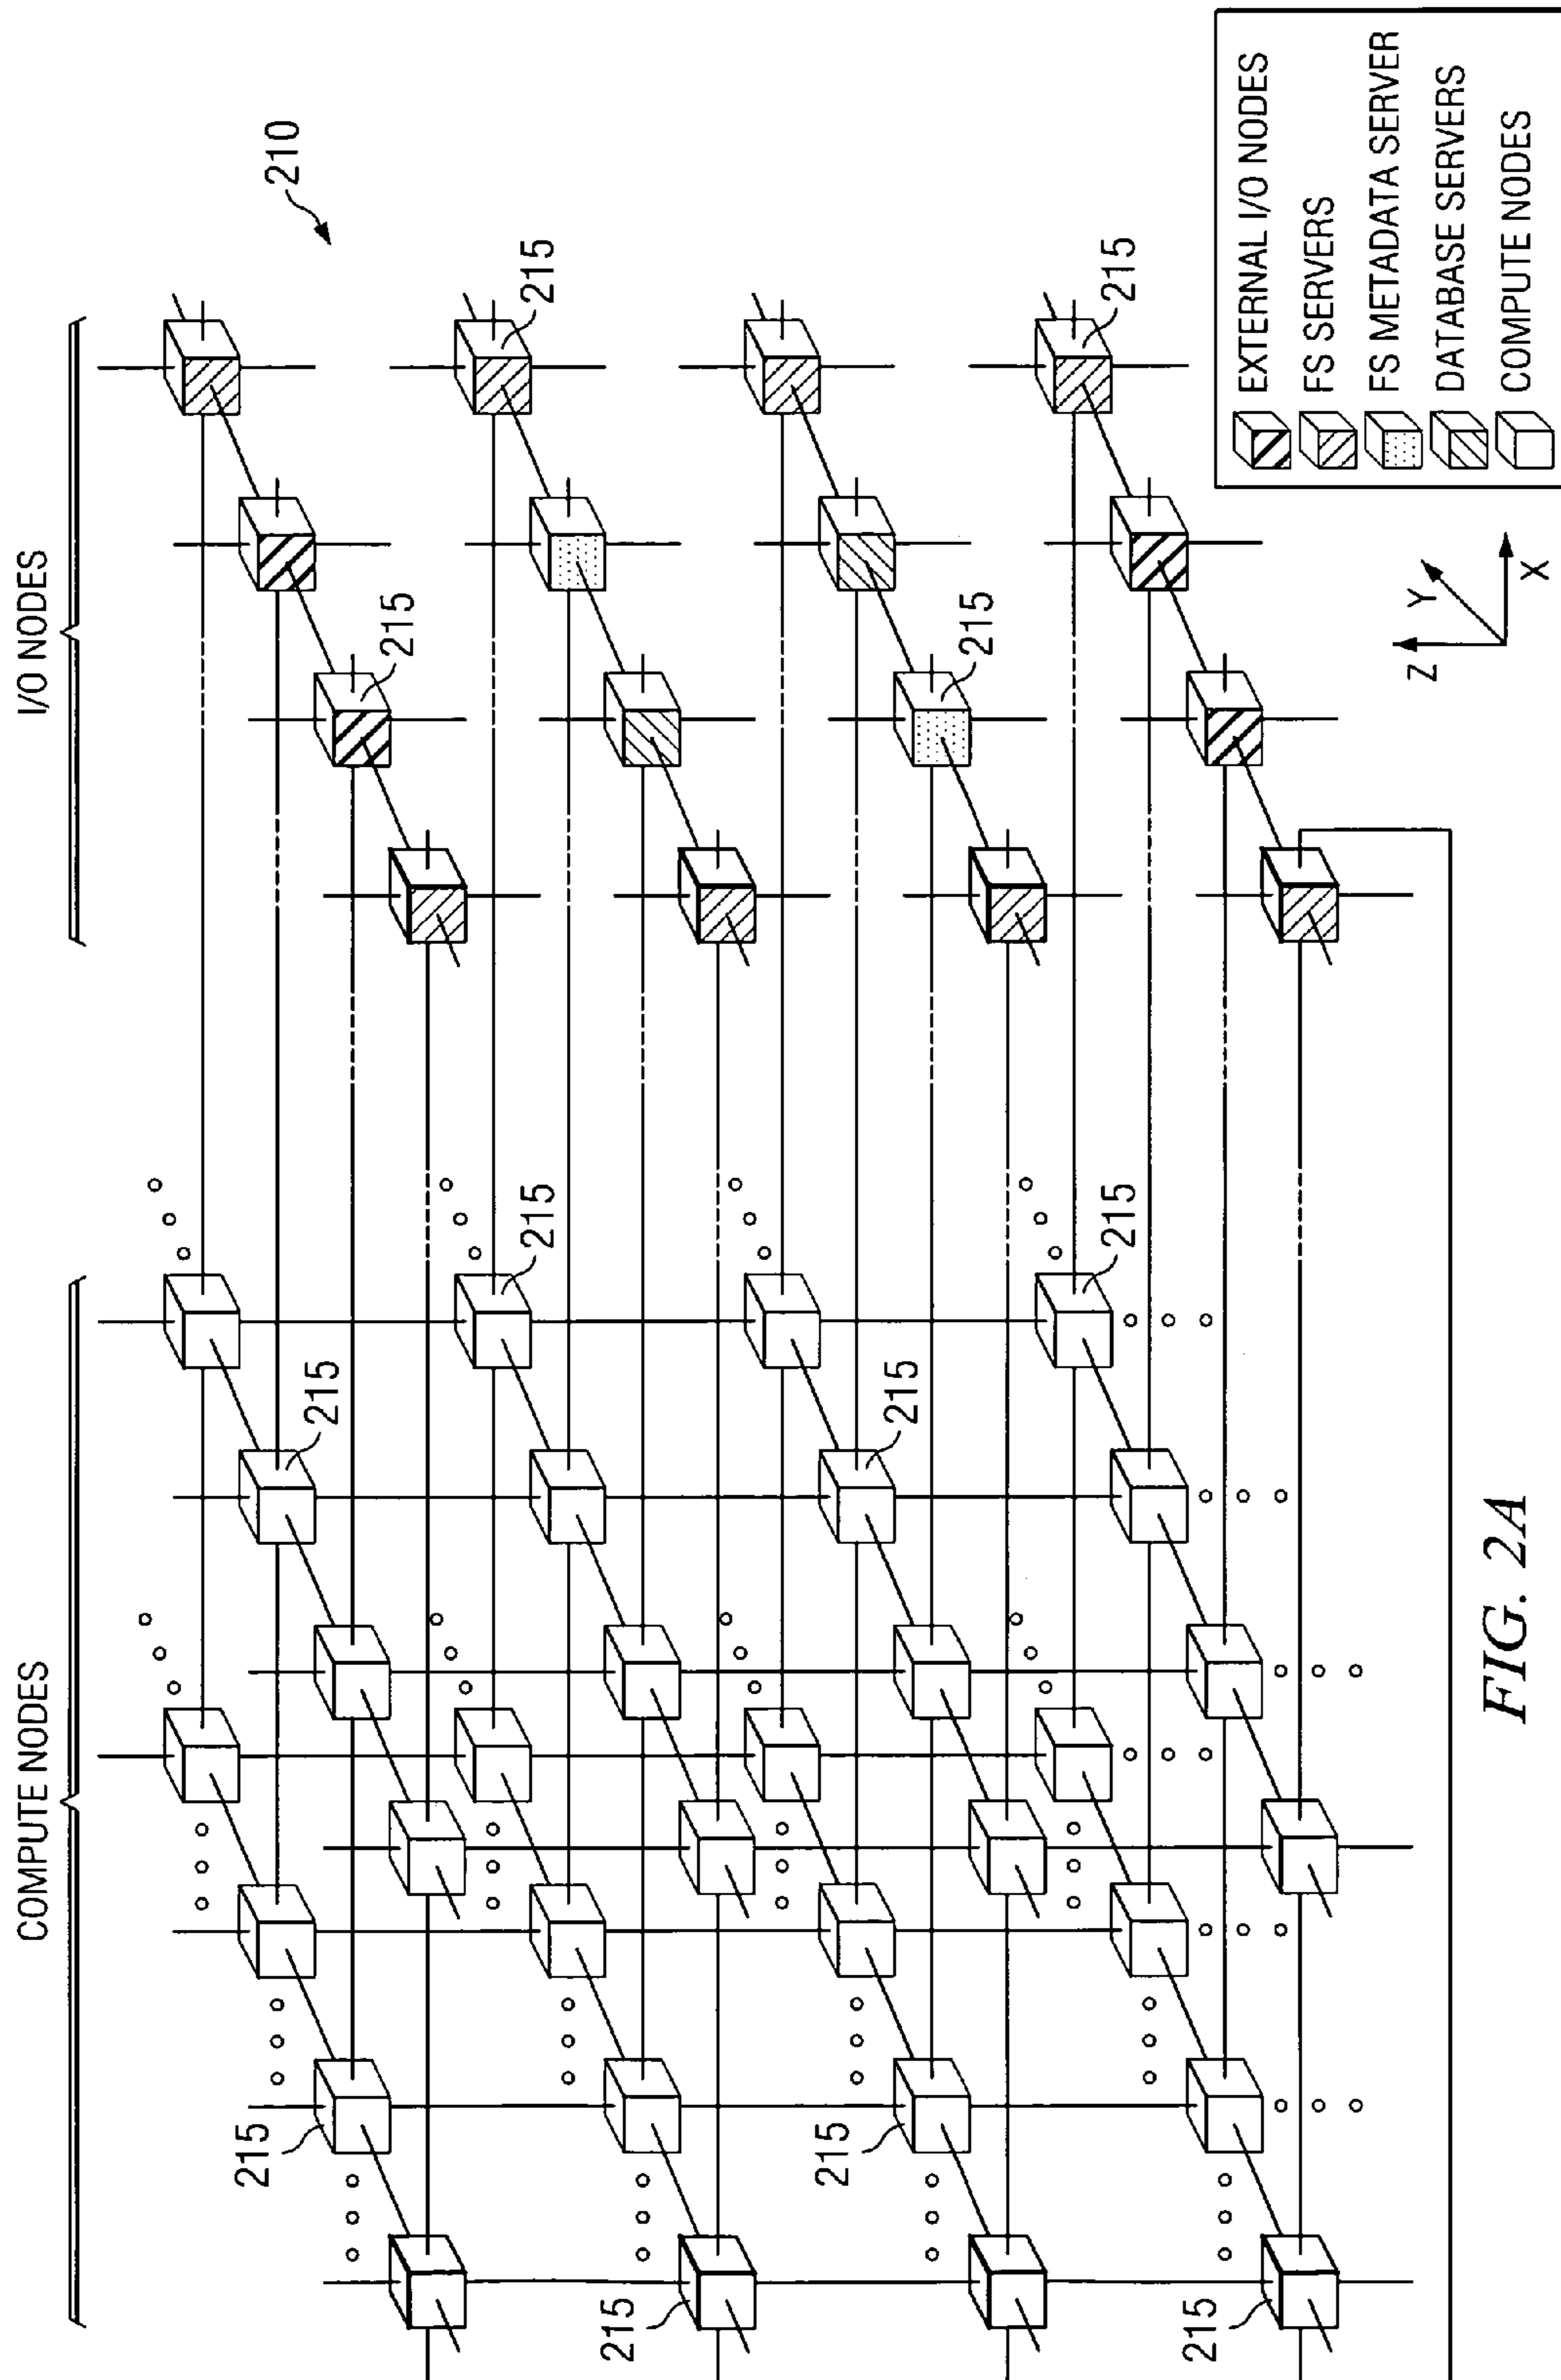 COMPUTE NODES
I/O NODES
210
215
215
215
215
215
215
215
215
215
215
215
215
Z
Y
X
EXTERNAL I/O NODES
FS SERVERS
FS METADATA SERVER
DATABASE SERVERS
COMPUTE NODES
FIG. 2A